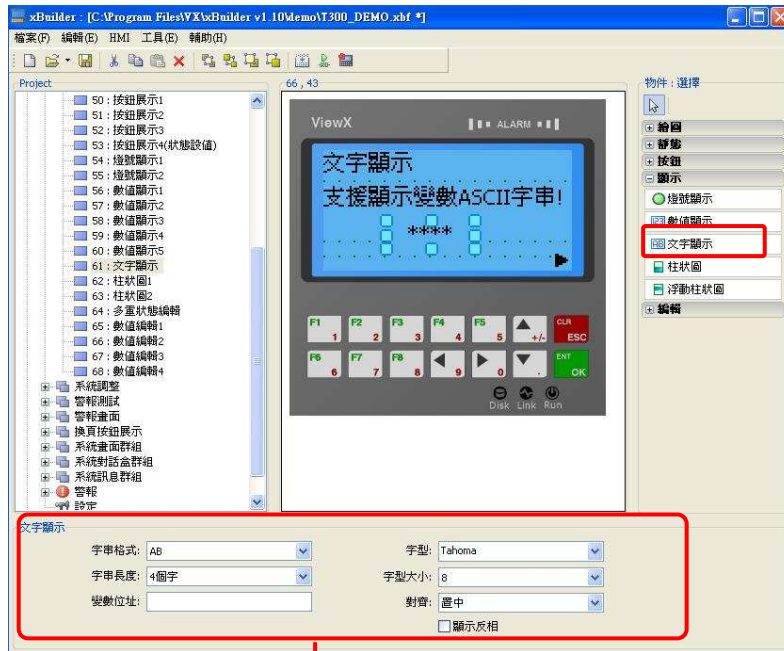 xBuilder : [C:\Program Files\VX\xBuilder v1.10\demo\T300_DEMO.xbf *]
檔案(F) 編輯(E) HMI 工具(E) 輔助(H)
Project
50 : 按鈕展示1
51 : 按鈕展示2
52 : 按鈕展示3
53 : 按鈕展示4(狀態設值)
54 : 燈號顯示1
55 : 燈號顯示2
56 : 數值顯示1
57 : 數值顯示2
58 : 數值顯示3
59 : 數值顯示4
60 : 數值顯示5
61 : 文字顯示
62 : 柱狀圖1
63 : 柱狀圖2
64 : 多重狀態編輯
65 : 數值編輯1
66 : 數值編輯2
67 : 數值編輯3
68 : 數值編輯4
系統調整
警報測試
警報畫面
換頁按鈕展示
系統畫面群組
系統對話盒群組
系統訊息群組
警報
設定
66 , 43
ViewX ALARM
文字顯示
支援顯示變數ASCII字串!
****
F1 1 F2 2 F3 3 F4 4 F5 5 +/- CLR ESC
F6 6 F7 7 F8 8 9 0 . ENT OK
Disk Link Run
物件 : 選擇
繪圖
靜態
按鈕
顯示
燈號顯示
123 數值顯示
AB 文字顯示
柱狀圖
浮動柱狀圖
編輯
文字顯示
字串格式: AB 字型: Tahoma
字串長度: 4個字 字型大小: 8
變數位址: 對齊: 置中
顯示反相